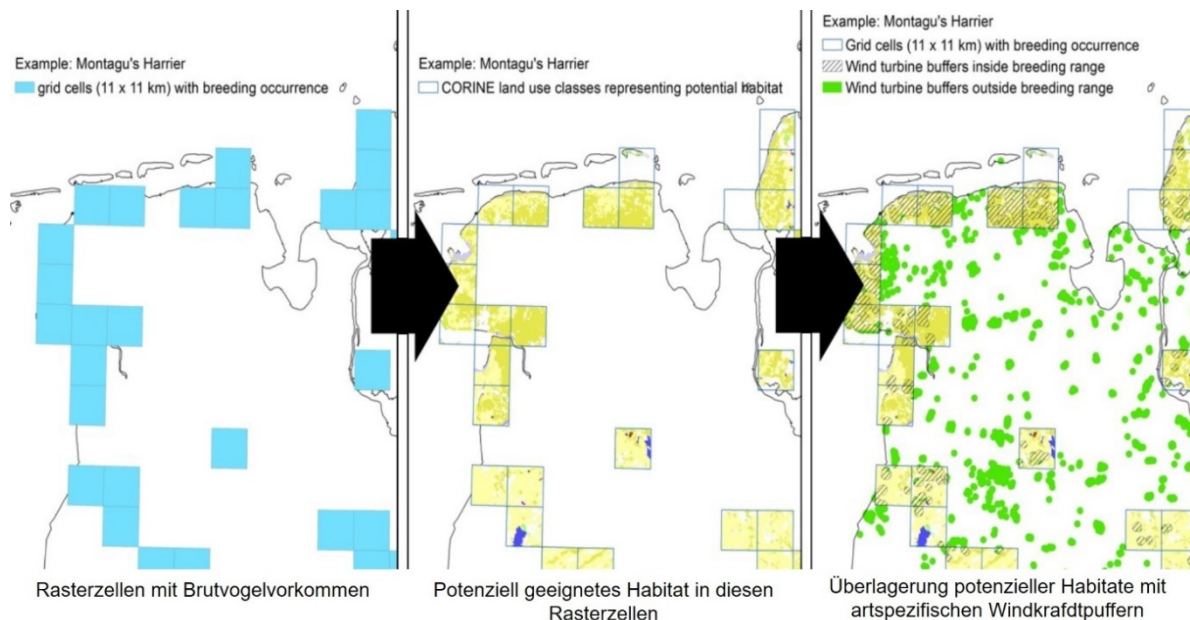 Example: Montagu's Harrier
grid cells (11 x 11 km) with breeding occurrence
Example: Montagu's Harrier
CORINE land use classes representing potential habitat
Example: Montagu's Harrier
Grid cells (11 x 11 km) with breeding occurrence
Wind turbine buffers inside breeding range
Wind turbine buffers outside breeding range
Rasterzellen mit Brutvogelvorkommen
Potenziell geeignetes Habitat in diesen
Rasterzellen
Überlagerung potenzieller Habitate mit
artspezifischen Windkrafdtpuffern